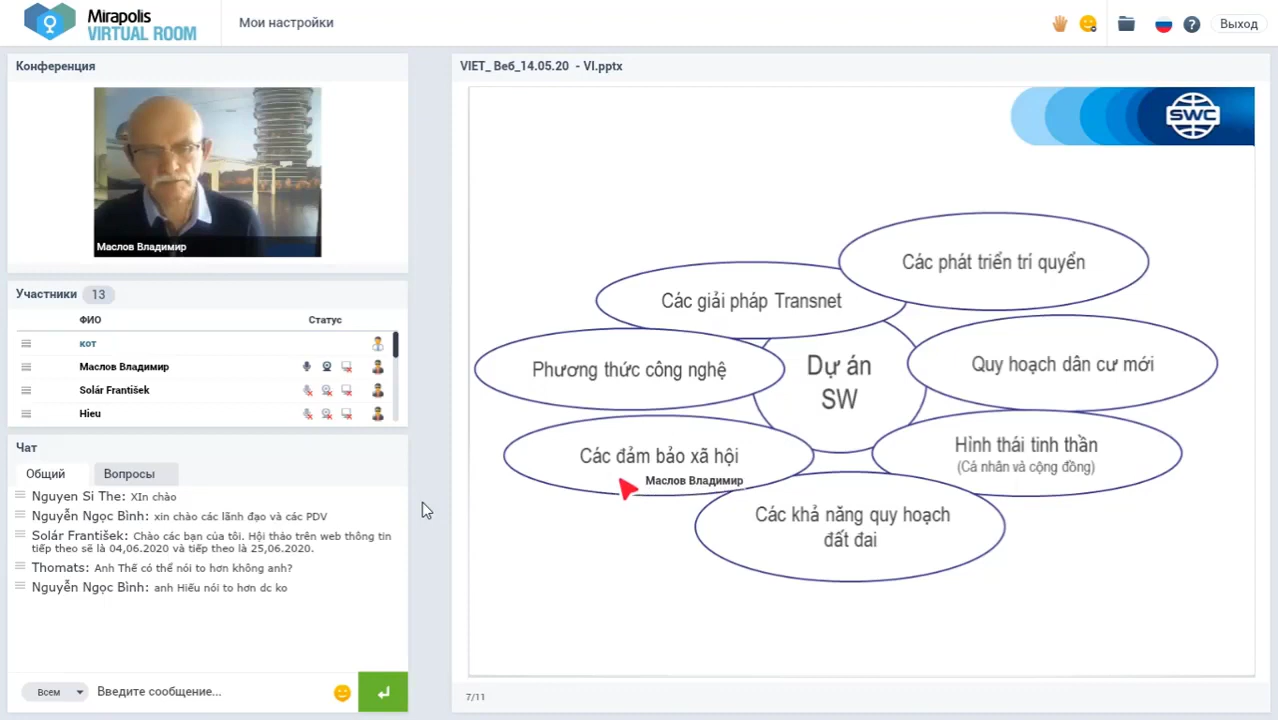 Mirapolis
VIRTUAL ROOM
Мои настройки
?
Выход
Конференция
Маслов Владимир
Участники 13
ФИО Статус
кот
Маслов Владимир
Solár František
Hieu
Чат
Общий Вопросы
Nguyen Si The: XIn chào
Nguyễn Ngọc Bình: xin chào các lãnh đạo và các PDV
Solár František: Chào các bạn của tôi. Hội thảo trên web thông tin
tiếp theo sẽ là 04,06.2020 và tiếp theo là 25,06.2020.
Thomats: Anh Thế có thể nói to hơn không anh?
Nguyễn Ngọc Bình: anh Hiếu nói to hơn dc ko
Всем Введите сообщение...
VIET_ Веб_14.05.20 - VI.pptx
SWC
Các phát triển trí quyển
Các giải pháp Transnet
Phương thức công nghệ
Dự án
SW
Quy hoạch dân cư mới
Các đảm bảo xã hội
Маслов Владимир
Hình thái tinh thần
(Cá nhân và cộng đồng)
Các khả năng quy hoạch
đất đai
7/11